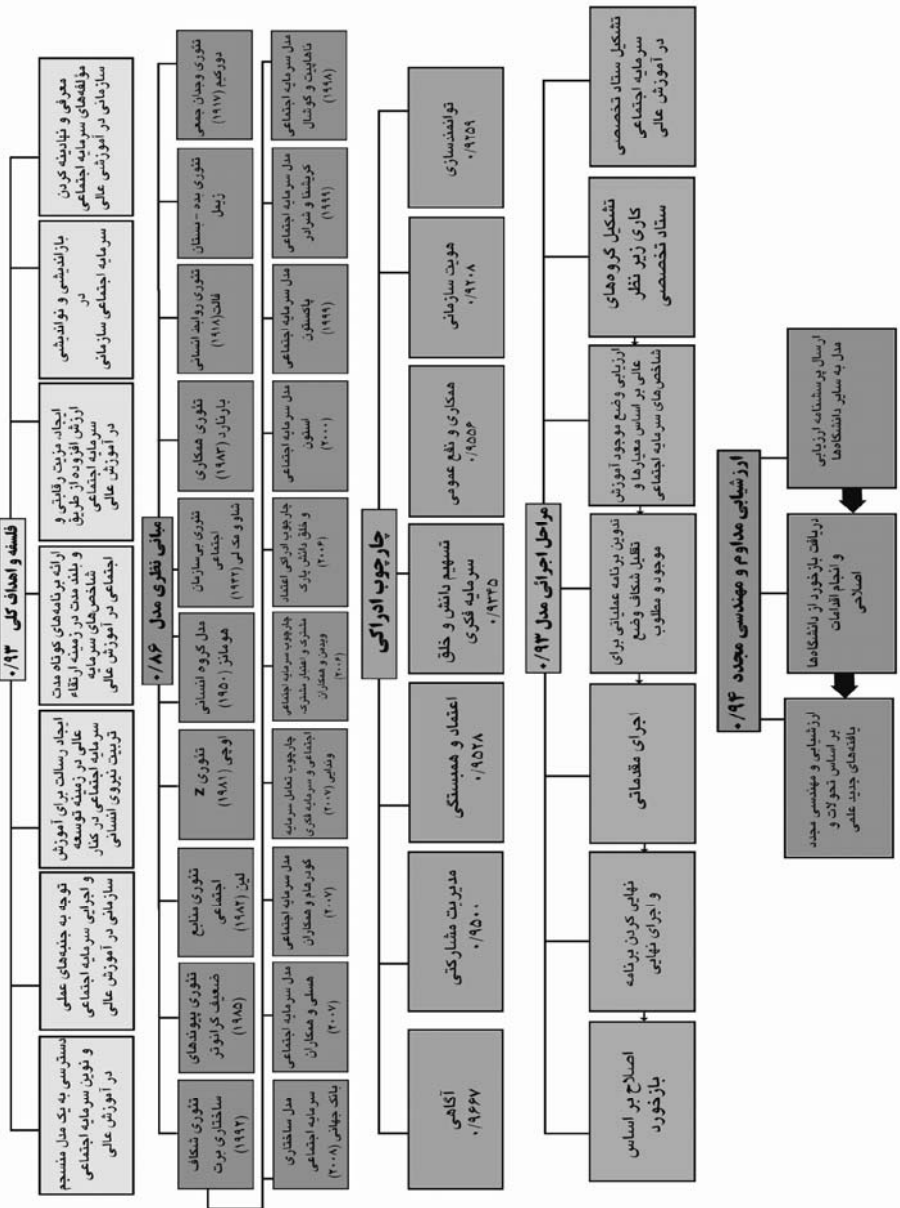 فلسفه و اهداف کلی ۰/۹۳
معرفی و نهادینه کردن
مؤلفه‌های سرمایه اجتماعی
سازمانی در آموزشی عالی
بازاندیشی و نواندیشی
در
سرمایه اجتماعی سازمانی
ایجاد، مزیت رقابتی و
ارزش افزوده از طریق
سرمایه اجتماعی
در آموزش عالی
ارائه برنامه‌های کوتاه مدت
و بلند مدت در زمینه ارتقاء
شاخص‌های سرمایه
اجتماعی در آموزش عالی
ایجاد رسالت برای آموزش
عالی در زمینه توسعه
سرمایه اجتماعی در کنار
تربیت نیروی انسانی
توجه به جنبه‌های عملی
و اجرایی سرمایه اجتماعی
سازمانی در آموزش عالی
دسترسی به یک مدل منسجم
و نوین سرمایه اجتماعی
در آموزش عالی
مبانی نظری مدل ۰/۸۶
تئوری وجدان جمعی
دورکیم (۱۹۱۷)
تئوری بده - بستان
زیمل
تئوری روابط انسانی
فالت(۱۹۱۸)
تئوری همکاری
بارنارد (۱۹۸۳)
تئوری بی‌سازمان
اجتماعی
شاو و مک لی (۱۹۴۲)
مدل گروه انسانی
هومانز (۱۹۵۰)
تئوری Z
اوچی (۱۹۸۱)
تئوری منابع
اجتماعی
لین (۱۹۸۲)
تئوری پیوندهای
ضعیف گرانوتر
(۱۹۸۵)
تئوری شکاف
ساختاری برت
(۱۹۹۲)
مدل سرمایه اجتماعی
ناهاپیت و گوشال
(۱۹۹۸)
مدل سرمایه اجتماعی
کریشنا و شرادر
(۱۹۹۹)
مدل سرمایه اجتماعی
پاکستون
(۱۹۹۹)
مدل سرمایه اجتماعی
استون
(۲۰۰۰)
چارچوب ادراکی اعتماد
و خلق دانش پارک
(۲۰۰۶)
چارچوب سرمایه اجتماعی
مشتری و اعتبار مشتری،
ویدین و همکاران
(۲۰۰۶)
چارچوب تعامل سرمایه
اجتماعی و سرمایه فکری
(۲۰۰۷)
مدل سرمایه اجتماعی
گودرهام و همکاران
(۲۰۰۷)
مدل سرمایه اجتماعی
هسلی و همکاران
(۲۰۰۷)
مدل ساختاری
سرمایه اجتماعی
بانک جهانی (۲۰۰۸)
چارچوب ادراکی
توانمندسازی
۰/۹۲۵۹
هویت سازمانی
۰/۹۲۰۸
همکاری و نفع عمومی
۰/۹۵۵۶
تسهیم دانش و خلق
سرمایه فکری
۰/۹۳۴۵
اعتماد و همبستگی
۰/۹۵۲۸
مدیریت مشارکتی
۰/۹۵۰۰
آگاهی
۰/۹۶۶۷
مراحل اجرائی مدل ۰/۹۳
تشکیل ستاد تخصصی
سرمایه اجتماعی
در آموزش عالی
تشکیل گروه‌های
کاری زیر نظر
ستاد تخصصی
ارزیابی وضع موجود آموزش
عالی بر اساس معیارها و
شاخص‌های سرمایه اجتماعی
تدوین برنامه عملیاتی برای
تقلیل شکاف وضع
موجود و مطلوب
اجرای مقدماتی
نهایی کردن برنامه
و اجرای نهایی
اصلاح بر اساس
بازخورد
ارزشیابی مداوم و مهندسی مجدد ۰/۹۴
ارسال پرسشنامه ارزیابی
مدل به سایر دانشگاه‌ها
دریافت بازخورد از دانشگاه‌ها
و انجام اقدامات
اصلاحی
ارزشیابی و مهندسی مجدد
بر اساس تحولات و
یافته‌های جدید علمی